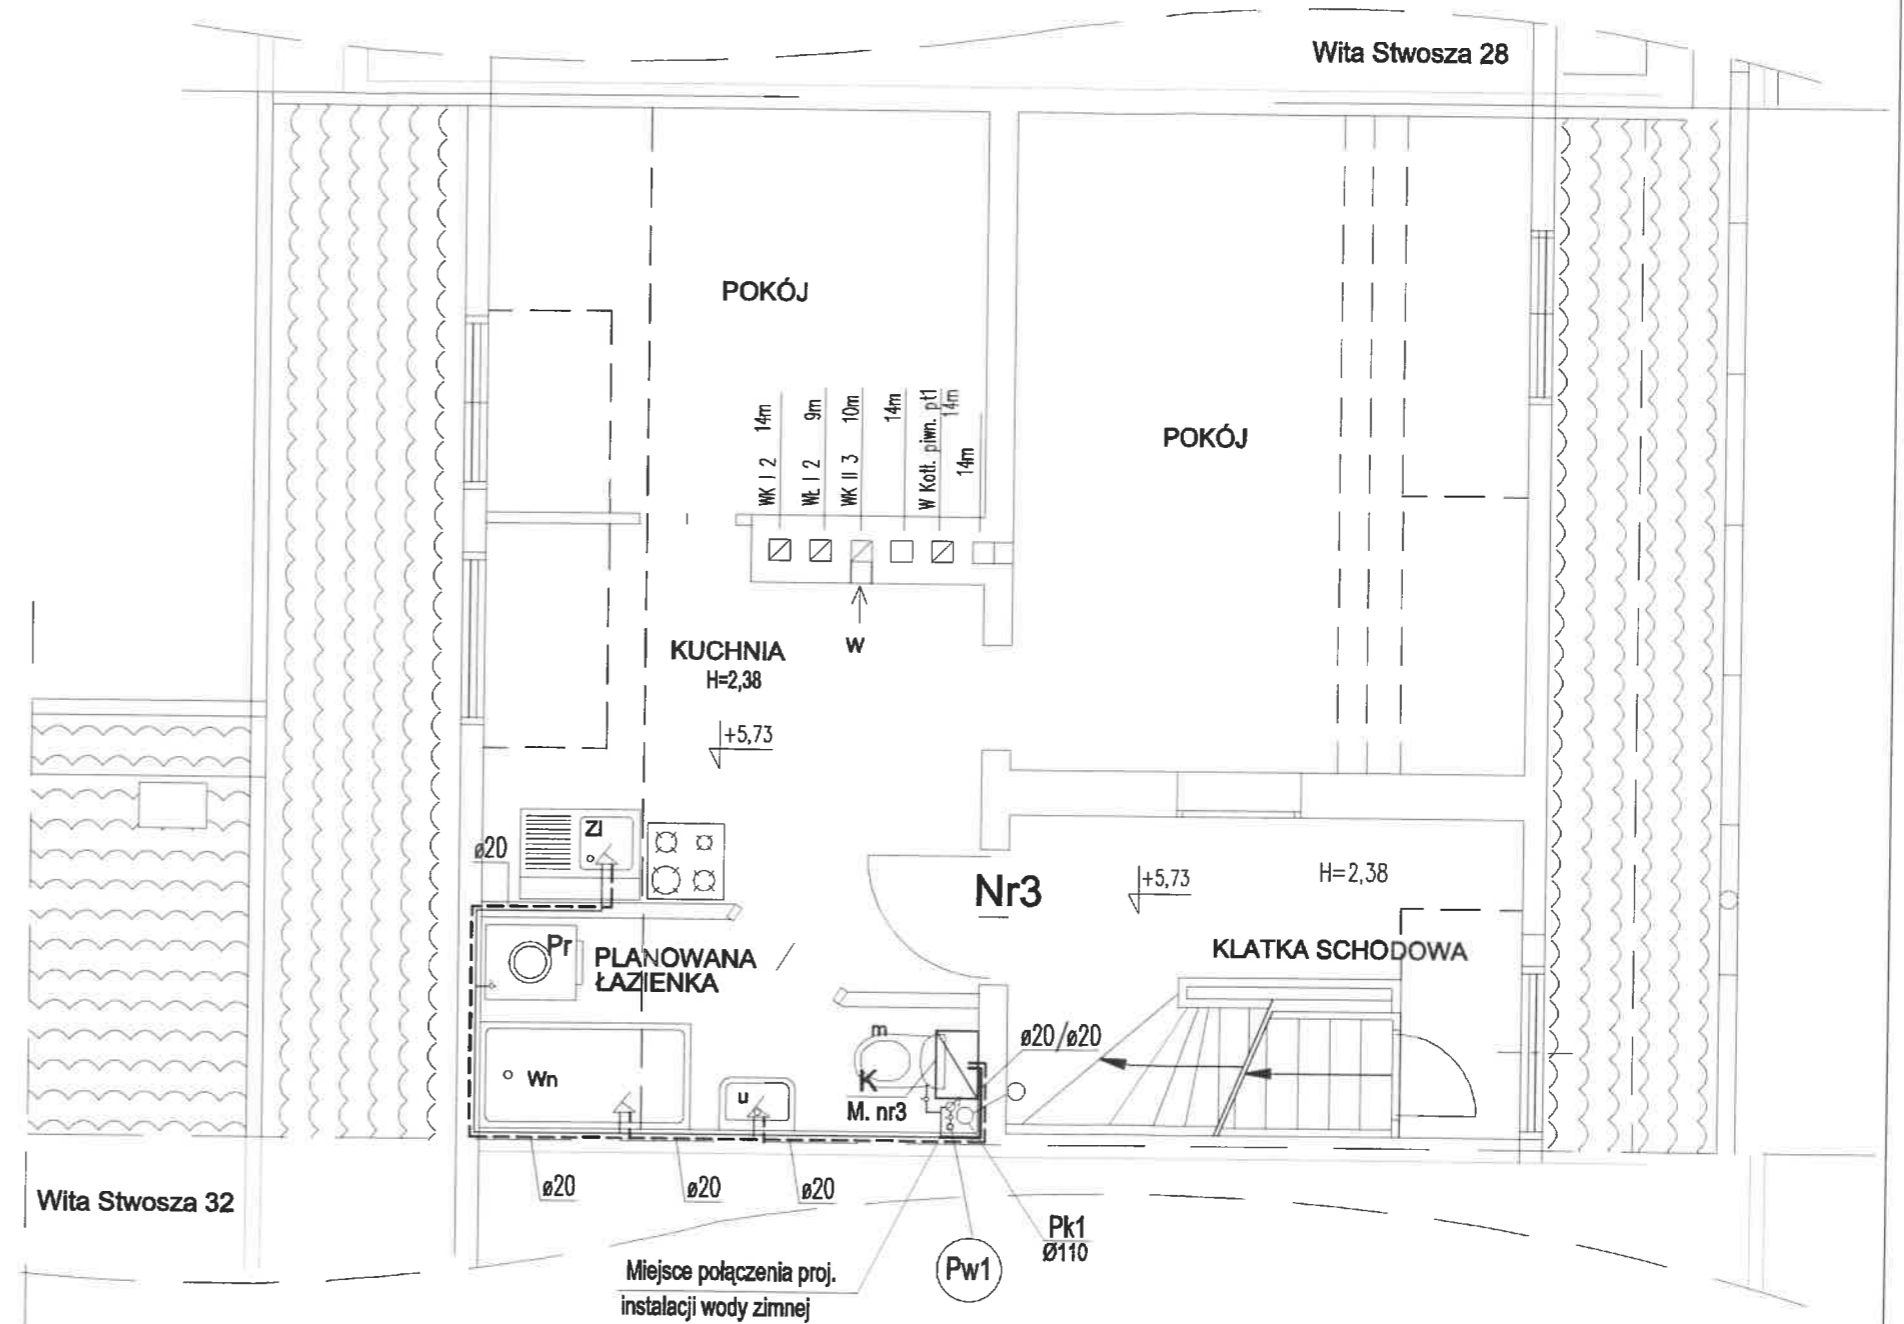 Wita Stwosza 28
POKÓJ
POKÓJ
WK I 2 14m
WŁ I 2 9m
WK II 3 10m
14m
W Kotł. piwn. pt1
14m
14m
w
KUCHNIA
H=2,38
+5,73
Zl
ø20
Nr3
+5,73
H=2,38
KLATKA SCHODOWA
Pr
PLANOWANA
ŁAZIENKA
m
K
M. nr3
ø20/ø20
Wn
u
ø20
ø20
ø20
Wita Stwosza 32
Pk1
Ø110
Pw1
Miejsce połączenia proj.
instalacji wody zimnej